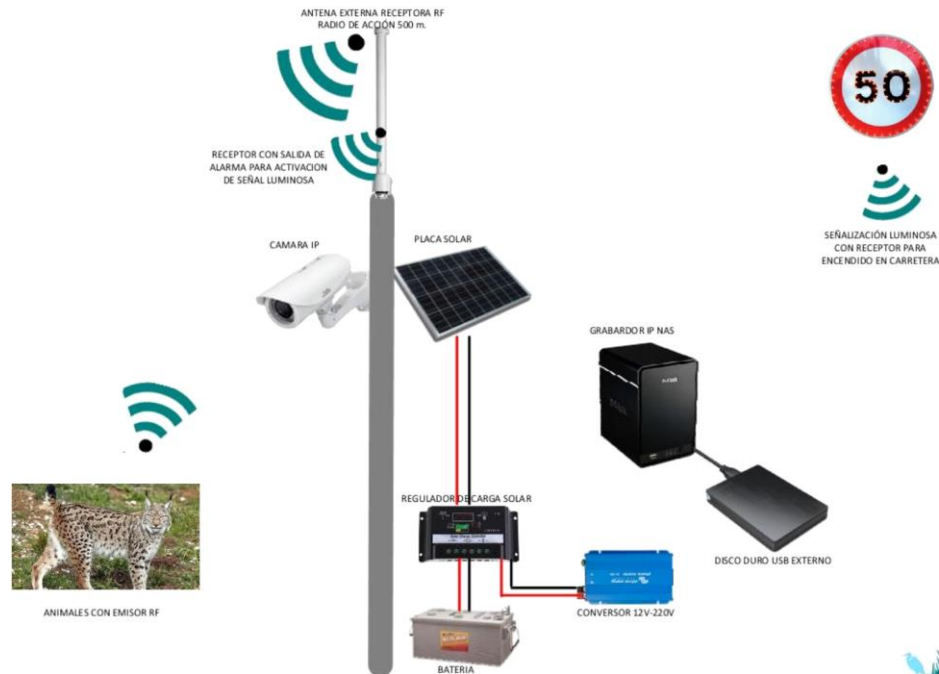 ANTENA EXTERNA RECEPTORA RF
RADIO DE ACCIÓN 500 m.
50
RECEPTOR CON SALIDA DE
ALARMA PARA ACTIVACION
DE SEÑAL LUMINOSA
SEÑALIZACIÓN LUMINOSA
CON RECEPTOR PARA
ENCENDIDO EN CARRETERA
CAMARA IP
PLACA SOLAR
GRABARDOR IP NAS
REGULADOR DE CARGA SOLAR
DISCO DURO USB EXTERNO
ANIMALES CON EMISOR RF
CONVERSOR 12V-220V
BATERIA